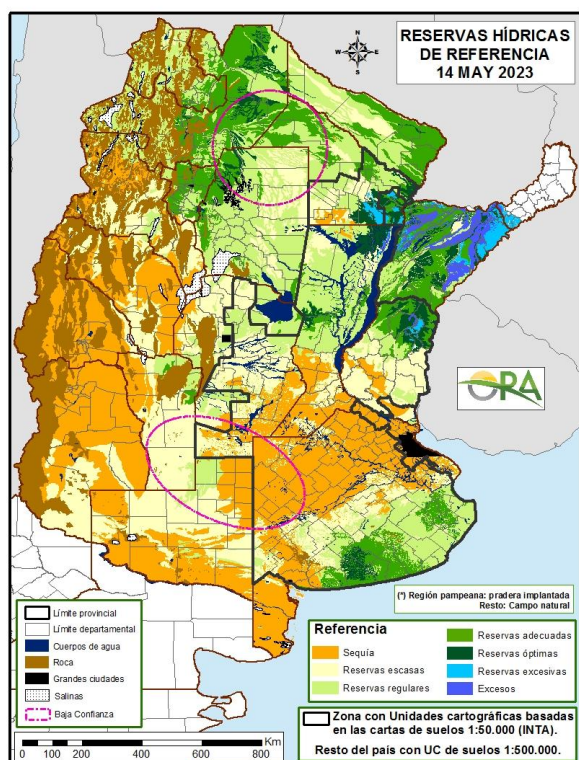 RESERVAS HÍDRICAS
DE REFERENCIA
14 MAY 2023
N
W
E
S
ORA
(*) Región pampeana: pradera implantada
Resto: Campo natural
Límite provincial
Límite departamental
Cuerpos de agua
Roca
Grandes ciudades
Salinas
Baja Confianza
Referencia
Sequía
Reservas escasas
Reservas regulares
Reservas adecuadas
Reservas óptimas
Reservas excesivas
Excesos
Zona con Unidades cartográficas basadas
en las cartas de suelos 1:50.000 (INTA).
Resto del país con UC de suelos 1:500.000.
0 100 200 400 600 800
Km